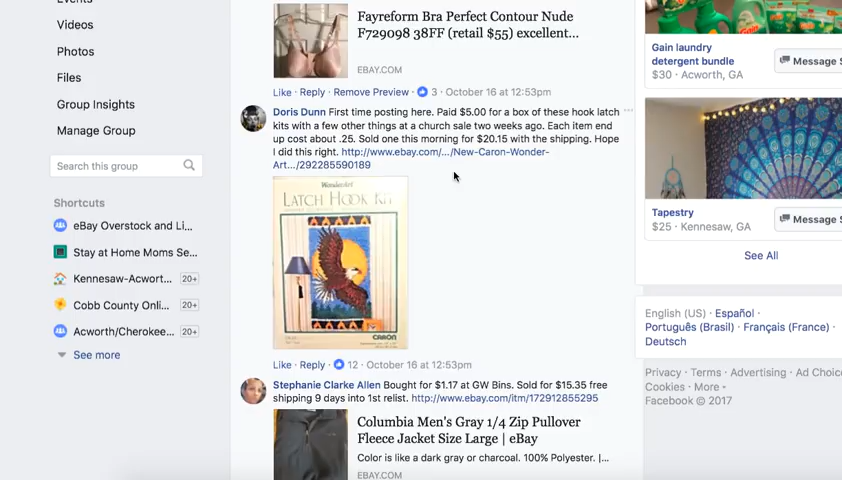 Events
Videos
Photos
Files
Group Insights
Manage Group
Search this group
Shortcuts
eBay Overstock and Li...
Stay at Home Moms Se...
Kennesaw-Acwort... 20+
Cobb County Onli... 20+
Acworth/Cherokee... 20+
See more
Fayreform Bra Perfect Contour Nude
F729098 38FF (retail $55) excellent...
EBAY.COM
Like · Reply · Remove Preview · 3 · October 16 at 12:53pm
Doris Dunn First time posting here. Paid $5.00 for a box of these hook latch
kits with a few other things at a church sale two weeks ago. Each item end
up cost about .25. Sold one this morning for $20.15 with the shipping. Hope
I did this right. http://www.ebay.com/.../New-Caron-Wonder-
Art.../292285590189
WonderArt
LATCH HOOK KIT
CARON
Like · Reply · 12 · October 16 at 12:53pm
Stephanie Clarke Allen Bought for $1.17 at GW Bins. Sold for $15.35 free
shipping 9 days into 1st relist. http://www.ebay.com/itm/172912855295
Columbia Men's Gray 1/4 Zip Pullover
Fleece Jacket Size Large | eBay
Color is like a dark gray or charcoal. 100% Polyester. |...
EBAY.COM
Gain laundry
detergent bundle
$30 · Acworth, GA
Message S
Tapestry
$25 · Kennesaw, GA
Message S
See All
English (US) · Español ·
Português (Brasil) · Français (France) ·
Deutsch
Privacy · Terms · Advertising · Ad Choice
Cookies · More
Facebook © 2017